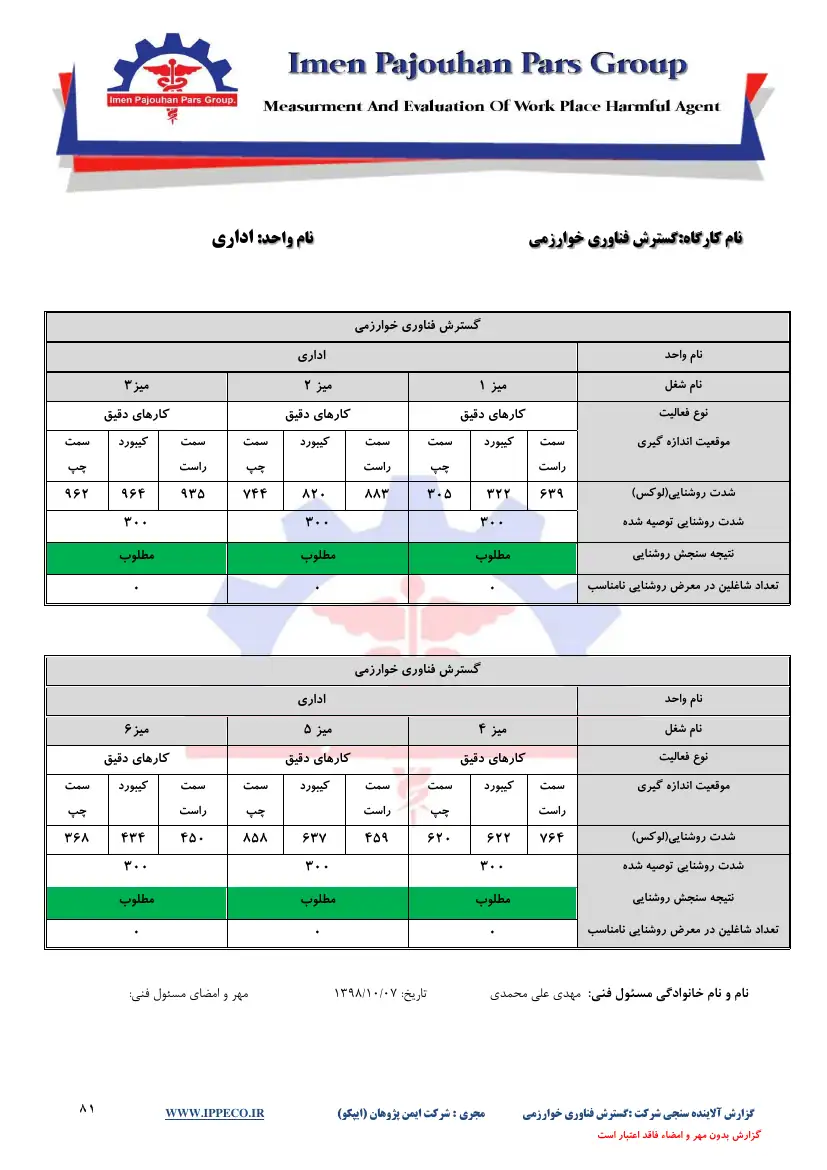 Imen Pajouhan Pars Group
Imen Pajouhan Pars Group.
Measurment And Evaluation Of Work Place Harmful Agent
نام کارگاه:گسترش فناوری خوارزمی نام واحد: اداری
گسترش فناوری خوارزمی
نام واحد اداری
نام شغل میز ۱ میز ۲ میز۳
نوع فعالیت کارهای دقیق کارهای دقیق کارهای دقیق
موقعیت اندازه گیری سمت راست کیبورد سمت چپ سمت راست کیبورد سمت چپ سمت راست کیبورد سمت چپ
شدت روشنایی(لوکس) ۶۳۹ ۳۲۲ ۳۰۵ ۸۸۳ ۸۲۰ ۷۴۴ ۹۳۵ ۹۶۴ ۹۶۲
شدت روشنایی توصیه شده ۳۰۰ ۳۰۰ ۳۰۰
نتیجه سنجش روشنایی مطلوب مطلوب مطلوب
تعداد شاغلین در معرض روشنایی نامناسب ۰ ۰ ۰
گسترش فناوری خوارزمی
نام واحد اداری
نام شغل میز ۴ میز ۵ میز۶
نوع فعالیت کارهای دقیق کارهای دقیق کارهای دقیق
موقعیت اندازه گیری سمت راست کیبورد سمت چپ سمت راست کیبورد سمت چپ سمت راست کیبورد سمت چپ
شدت روشنایی(لوکس) ۷۶۴ ۶۲۲ ۶۲۰ ۴۵۹ ۶۳۷ ۸۵۸ ۴۵۰ ۴۳۴ ۳۶۸
شدت روشنایی توصیه شده ۳۰۰ ۳۰۰ ۳۰۰
نتیجه سنجش روشنایی مطلوب مطلوب مطلوب
تعداد شاغلین در معرض روشنایی نامناسب ۰ ۰ ۰
نام و نام خانوادگی مسئول فنی: مهدی علی محمدی تاریخ: ۱۳۹۸/۱۰/۰۷ مهر و امضای مسئول فنی:
گزارش آلاینده سنجی شرکت :گسترش فناوری خوارزمی مجری : شرکت ایمن پژوهان (ایپکو) WWW.IPPECO.IR ۸۱
گزارش بدون مهر و امضاء فاقد اعتبار است